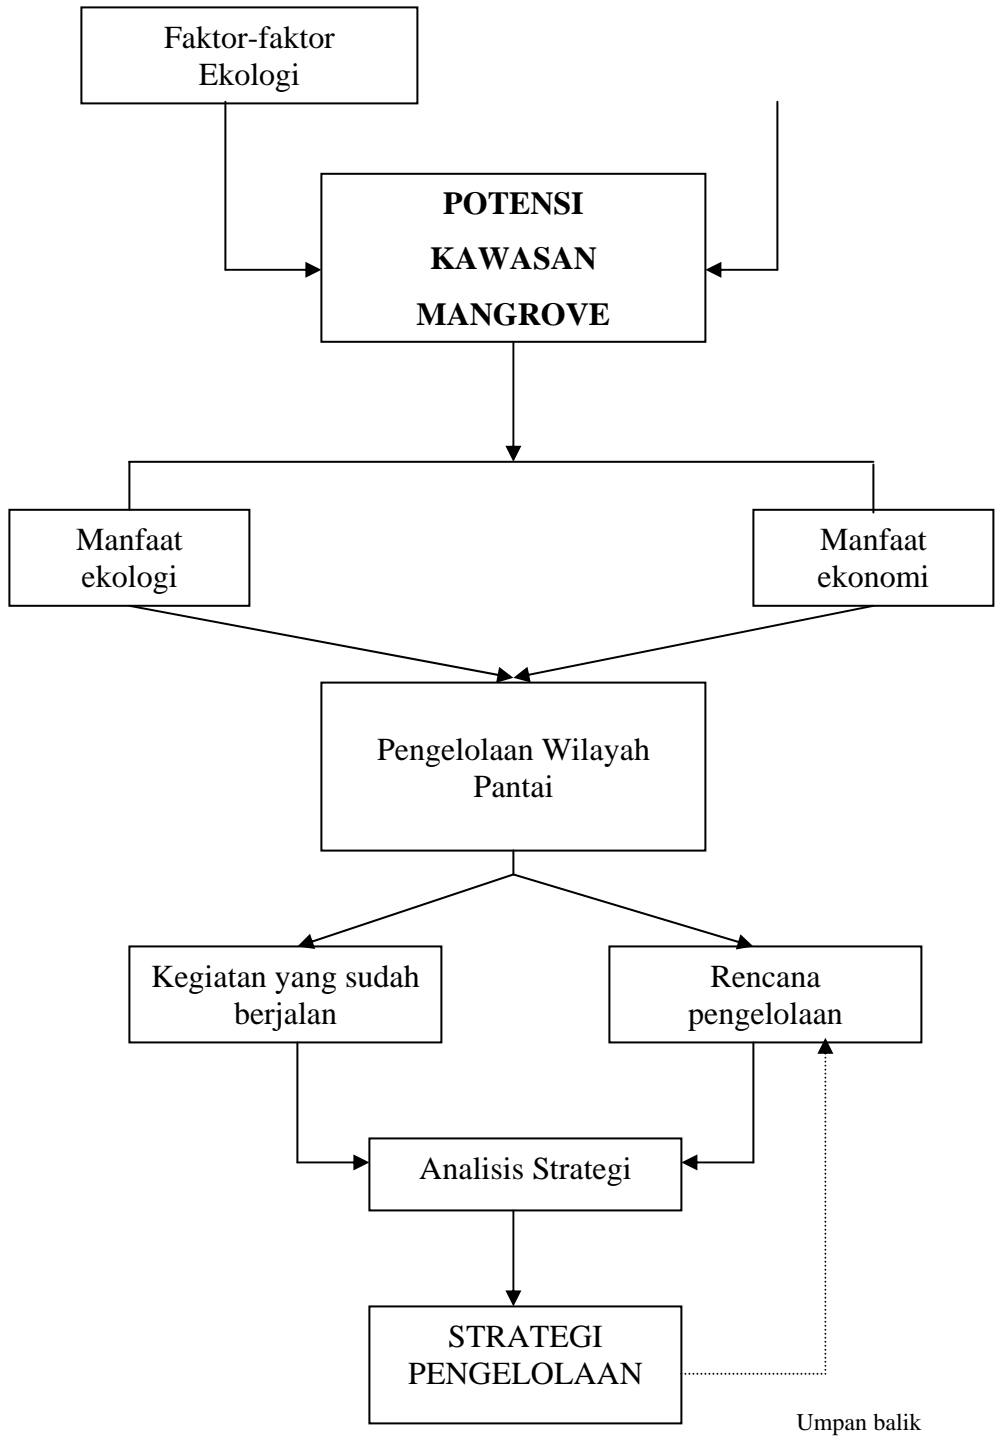 Faktor-faktor
Ekologi
POTENSI
KAWASAN
MANGROVE
Manfaat
ekologi
Manfaat
ekonomi
Pengelolaan Wilayah
Pantai
Kegiatan yang sudah
berjalan
Rencana
pengelolaan
Analisis Strategi
STRATEGI
PENGELOLAAN
Umpan balik